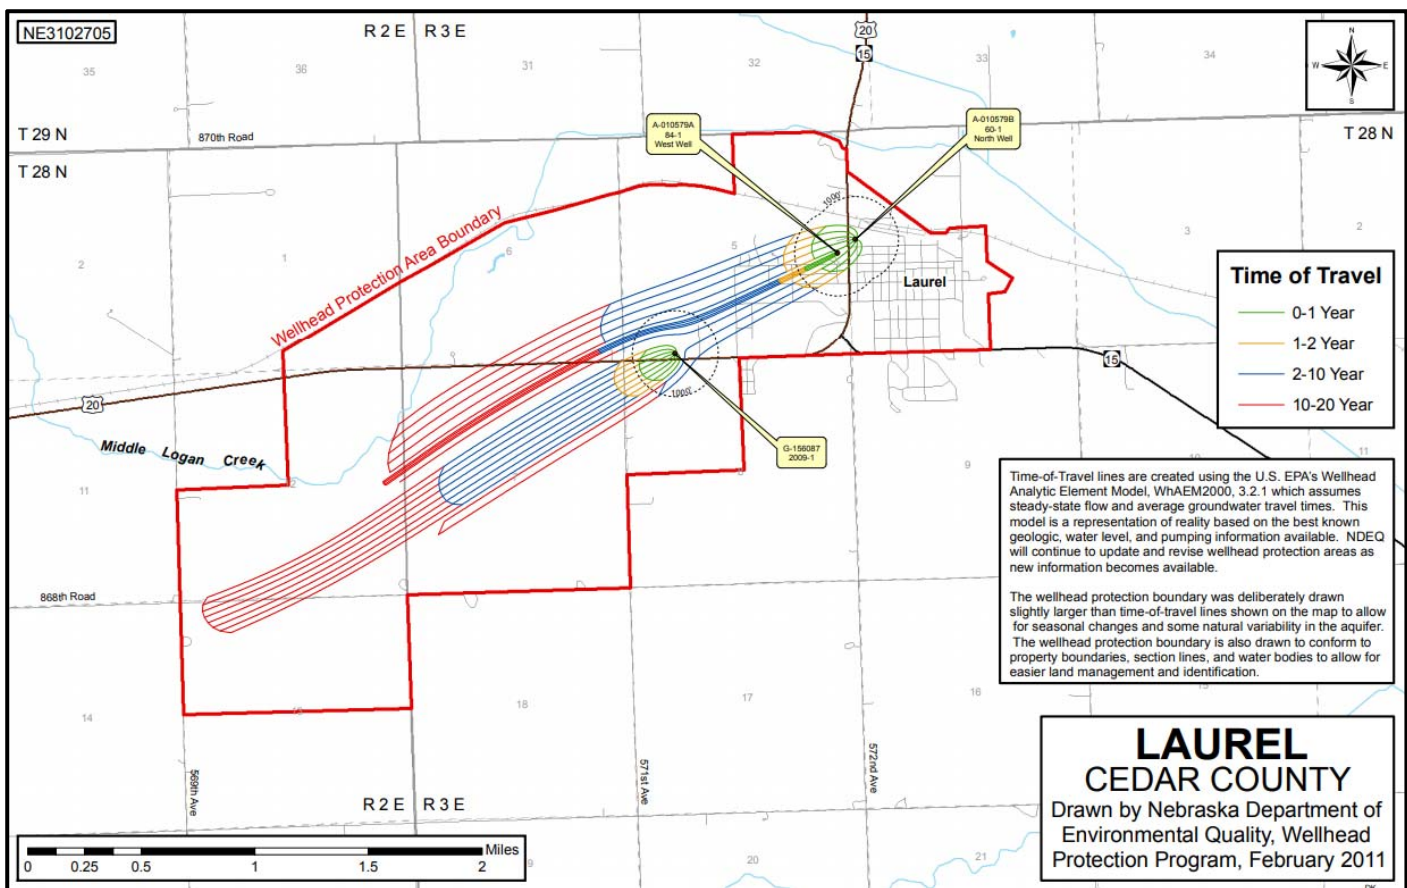 NE3102705
R 2 E
R 3 E
20
15
35
36
31
32
33
34
T 29 N
870th Road
T 28 N
T 28 N
A-010579A
84-1
West Well
A-010579B
60-1
North Well
1000'
Wellhead Protection Area Boundary
2
1
6
5
3
2
Laurel
Time of Travel
0-1 Year
1-2 Year
2-10 Year
10-20 Year
15
20
1000'
Middle Logan Creek
G-156087
2009-1
11
12
9
10
11
Time-of-Travel lines are created using the U.S. EPA's Wellhead
Analytic Element Model, WhAEM2000, 3.2.1 which assumes
steady-state flow and average groundwater travel times. This
model is a representation of reality based on the best known
geologic, water level, and pumping information available. NDEQ
will continue to update and revise wellhead protection areas as
new information becomes available.
The wellhead protection boundary was deliberately drawn
slightly larger than time-of-travel lines shown on the map to allow
for seasonal changes and some natural variability in the aquifer.
The wellhead protection boundary is also drawn to conform to
property boundaries, section lines, and water bodies to allow for
easier land management and identification.
868th Road
14
13
18
17
16
15
569th Ave
571st Ave
572nd Ave
R 2 E
R 3 E
LAUREL
CEDAR COUNTY
Drawn by Nebraska Department of
Environmental Quality, Wellhead
Protection Program, February 2011
Miles
0
0.25
0.5
1
1.5
2
20
21